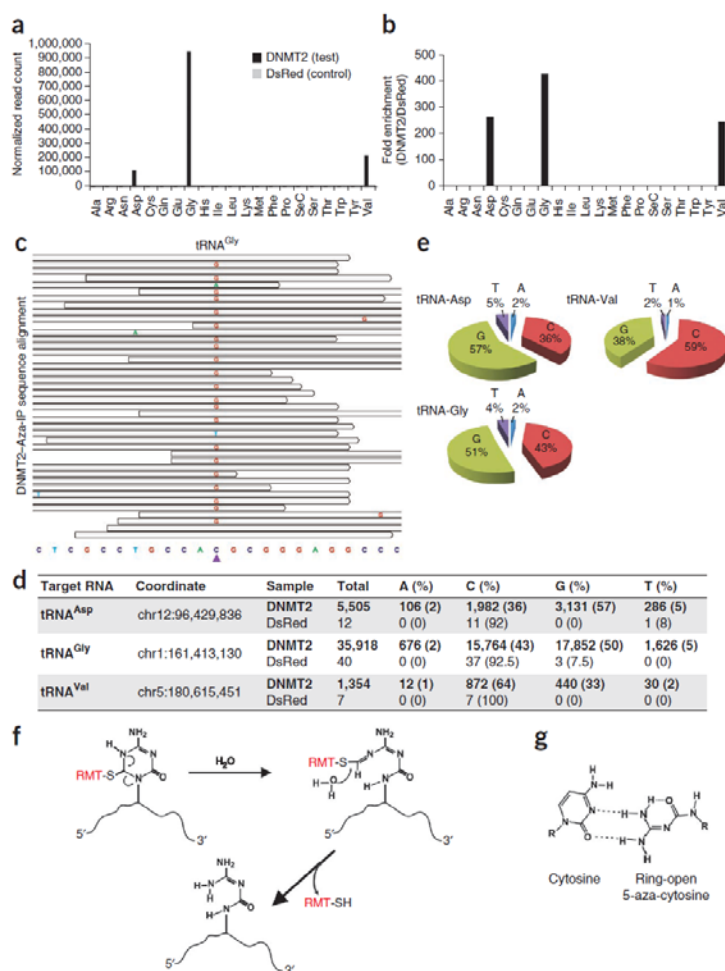 a
1,000,000
900,000
800,000
700,000
600,000
500,000
400,000
300,000
200,000
100,000
0
Normalized read count
DNMT2 (test)
DsRed (control)
Ala
Arg
Asn
Asp
Cys
Gln
Glu
Gly
His
Ile
Leu
Lys
Met
Phe
Pro
SeC
Ser
Thr
Trp
Tyr
Val
b
500
400
300
200
100
0
Fold enrichment
(DNMT2/DsRed)
Ala
Arg
Asn
Asp
Cys
Gln
Glu
Gly
His
Ile
Leu
Lys
Met
Phe
Pro
SeC
Ser
Thr
Trp
Tyr
Val
c
tRNAGly
DNMT2–Aza-IP sequence alignment
C T C G C C T G C C A C G C G G G A G G C C C
e
tRNA-Asp
T 5%
A 2%
G 57%
C 36%
tRNA-Val
T 2%
A 1%
G 38%
C 59%
tRNA-Gly
T 4%
A 2%
G 51%
C 43%
d
Target RNA Coordinate Sample Total A (%) C (%) G (%) T (%)
tRNAAsp chr12:96,429,836 DNMT2 5,505 106 (2) 1,982 (36) 3,131 (57) 286 (5)
DsRed 12 0 (0) 11 (92) 0 (0) 1 (8)
tRNAGly chr1:161,413,130 DNMT2 35,918 676 (2) 15,764 (43) 17,852 (50) 1,626 (5)
DsRed 40 0 (0) 37 (92.5) 3 (7.5) 0 (0)
tRNAVal chr5:180,615,451 DNMT2 1,354 12 (1) 872 (64) 440 (33) 30 (2)
DsRed 7 0 (0) 7 (100) 0 (0) 0 (0)
f
NH2
H
N
N
RMT-S
N
O
5′
3′
H2O
NH2
RMT-S
N
N
H
H
O
H
H
N
O
5′
3′
RMT-SH
NH2
H
N
N
H
H
N
O
5′
3′
g
H
N
H
N
N
R
O
H
H
N
O
H
N
R
N
H
N
H
Cytosine
Ring-open
5-aza-cytosine